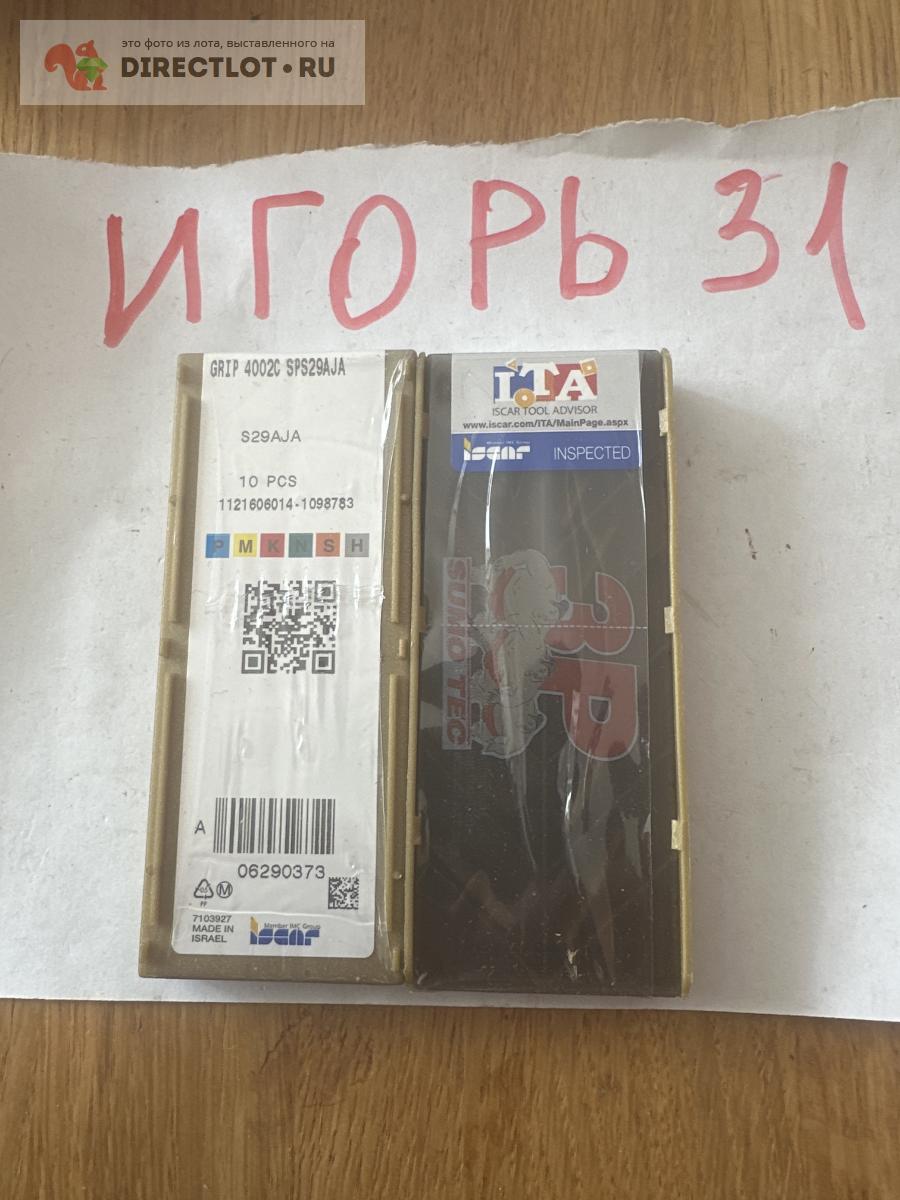 это фото из лота, выставленного на
DIRECTLOT•RU
ИГОРЬ 31
GRIP 4002C SPS29AJA
S29AJA
10 PCS
1121606014-1098783
P M K N S H
A
06290373
PP
M
7103927
MADE IN
ISRAEL
Member IMC Group
iscar
ITA
ISCAR TOOL ADVISOR
www.iscar.com/ITA/MainPage.aspx
Member IMC Group
iscar INSPECTED
3P
SUMO TEC